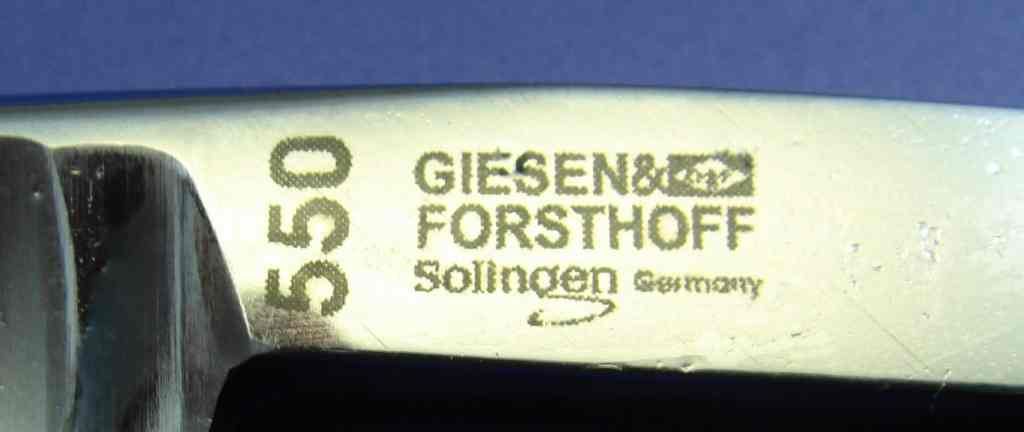 550
GIESEN&
FORSTHOFF
Solingen Germany